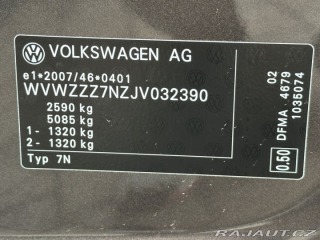 VOLKSWAGEN AG
e1*2007/46*0401
WVWZZZ7NZJV032390
2590 kg
5085 kg
1- 1320 kg
2- 1320 kg
Typ 7N
02
DFMA 4679
1035074
0.50
RAJAUT.CZ